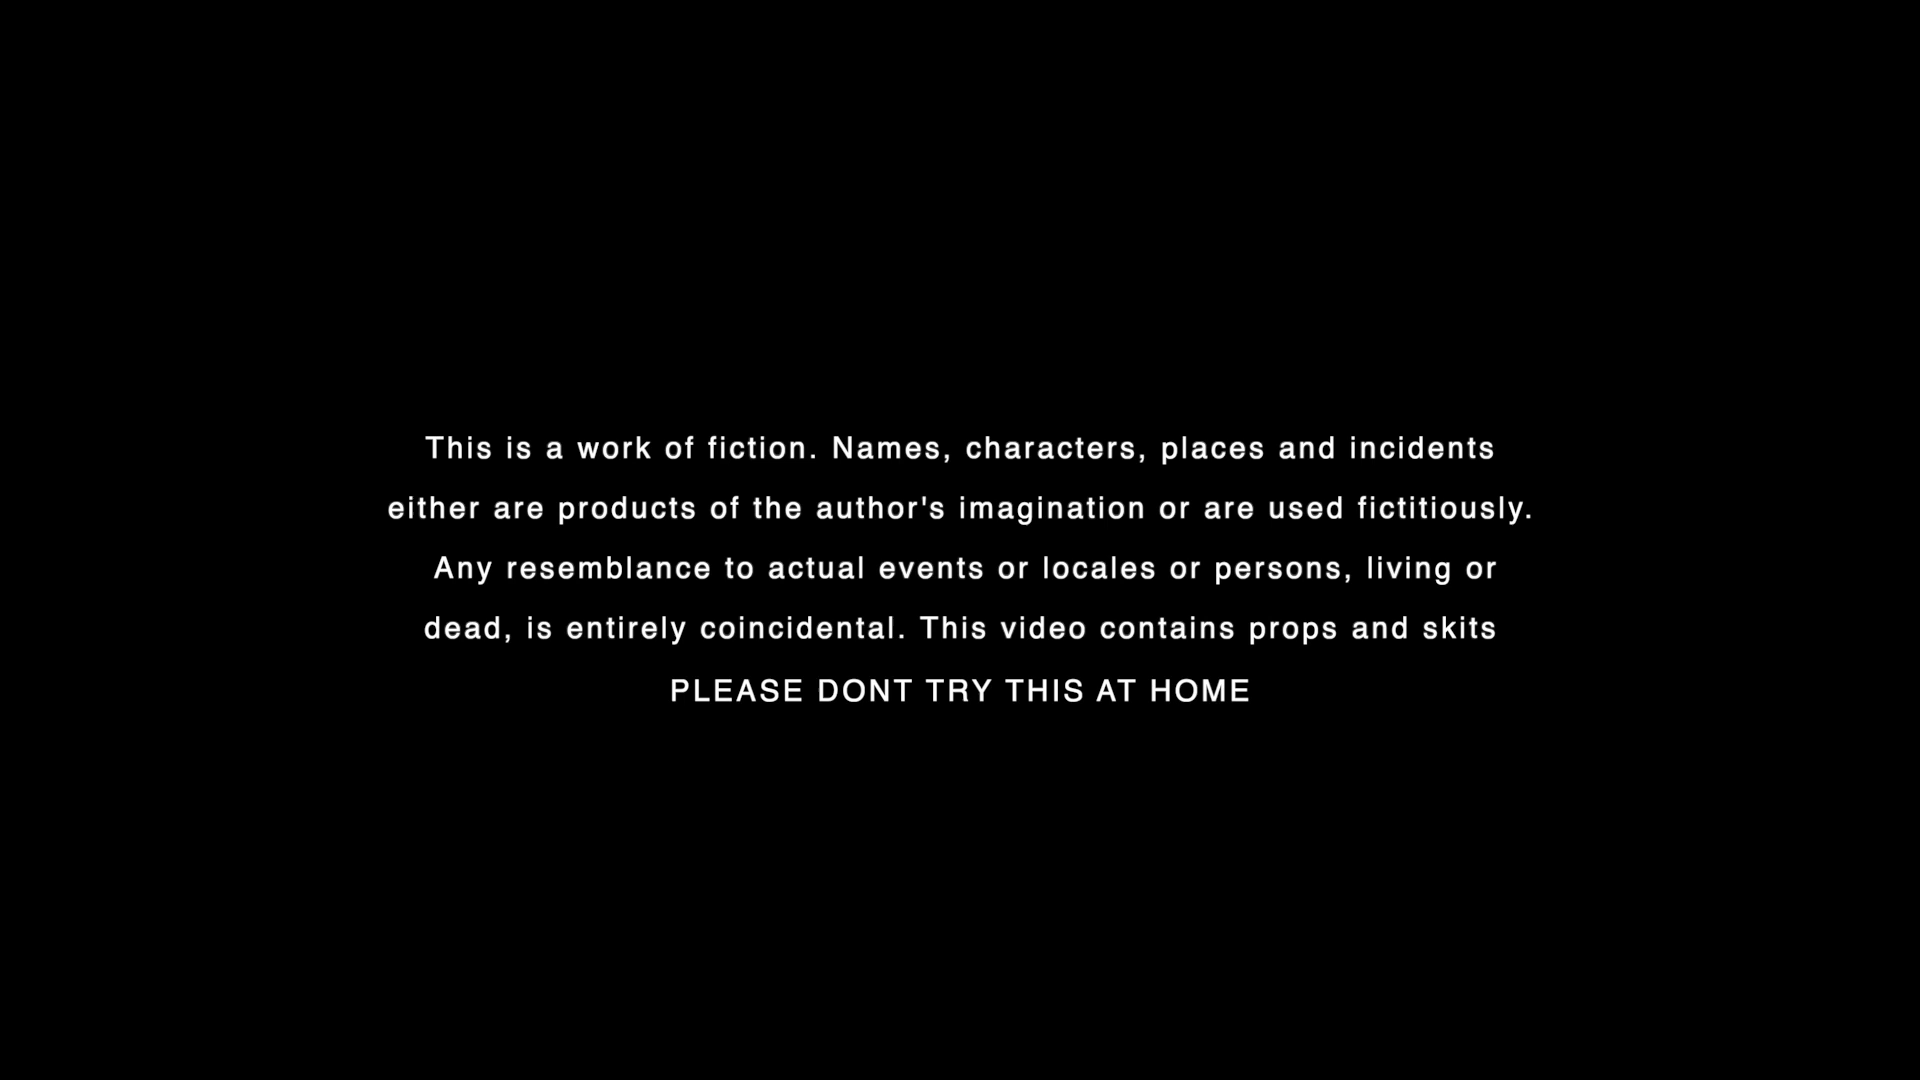 This is a work of fiction. Names, characters, places and incidents
either are products of the author's imagination or are used fictitiously.
Any resemblance to actual events or locales or persons, living or
dead, is entirely coincidental. This video contains props and skits
PLEASE DONT TRY THIS AT HOME